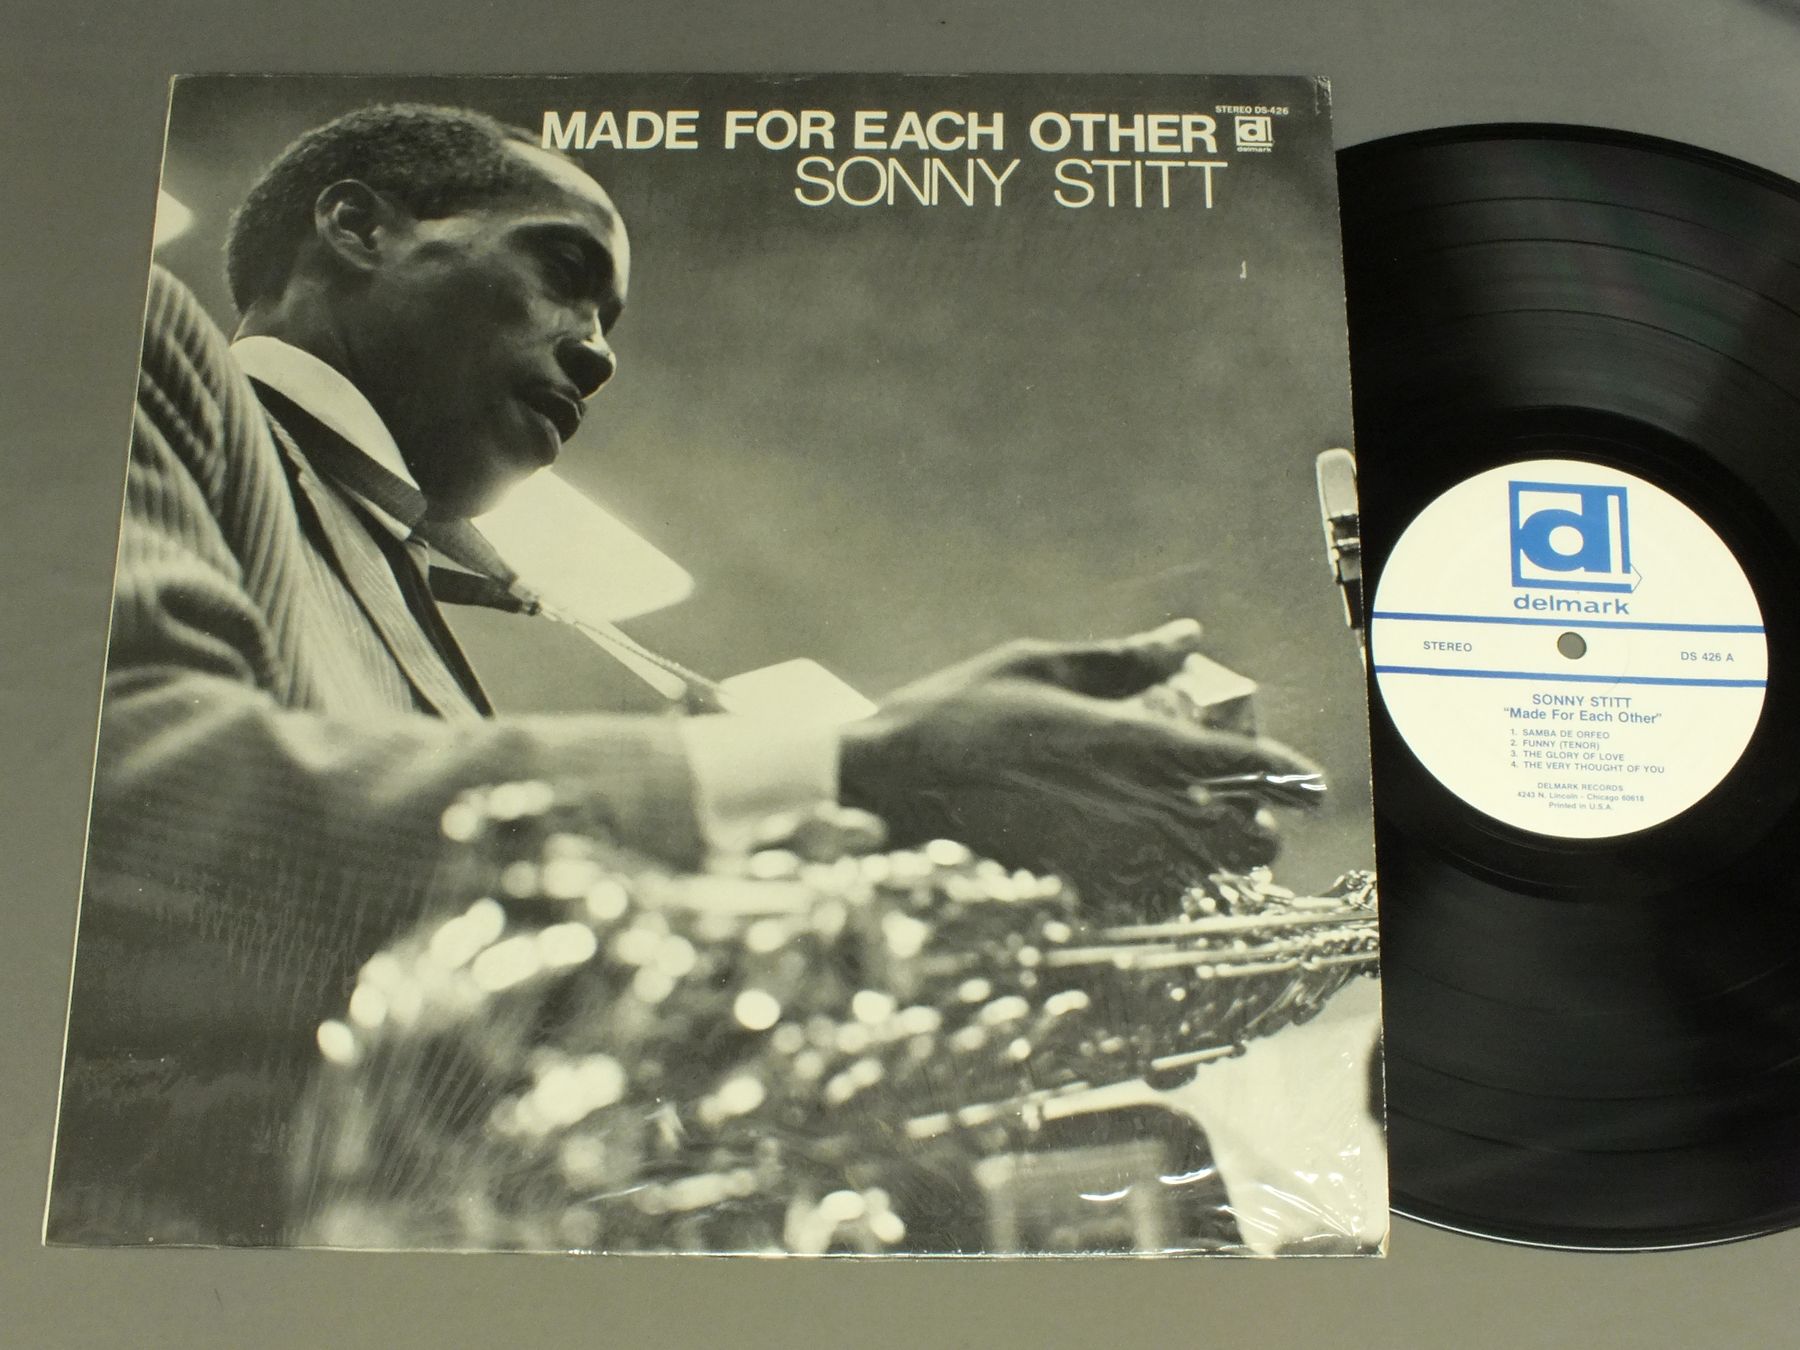 STEREO DS-426
MADE FOR EACH OTHER
delmark
SONNY STITT
delmark
STEREO
DS 426 A
SONNY STITT
"Made For Each Other"
1. SAMBA DE ORFEO
2. FUNNY (TENOR)
3. THE GLORY OF LOVE
4. THE VERY THOUGHT OF YOU
DELMARK RECORDS
4243 N. Lincoln - Chicago 60618
Printed in U.S.A.